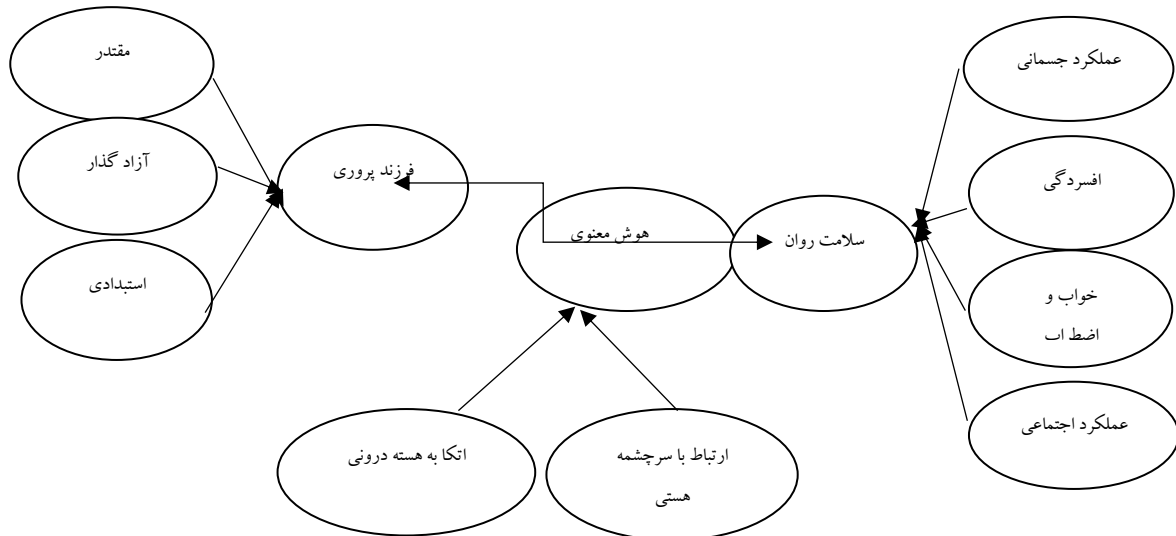 مقتدر
آزاد گذار
استبدادی
فرزند پروری
هوش معنوی
سلامت روان
عملکرد جسمانی
افسردگی
خواب و
اضط اب
عملکرد اجتماعی
اتکا به هسته درونی
ارتباط با سرچشمه
هستی